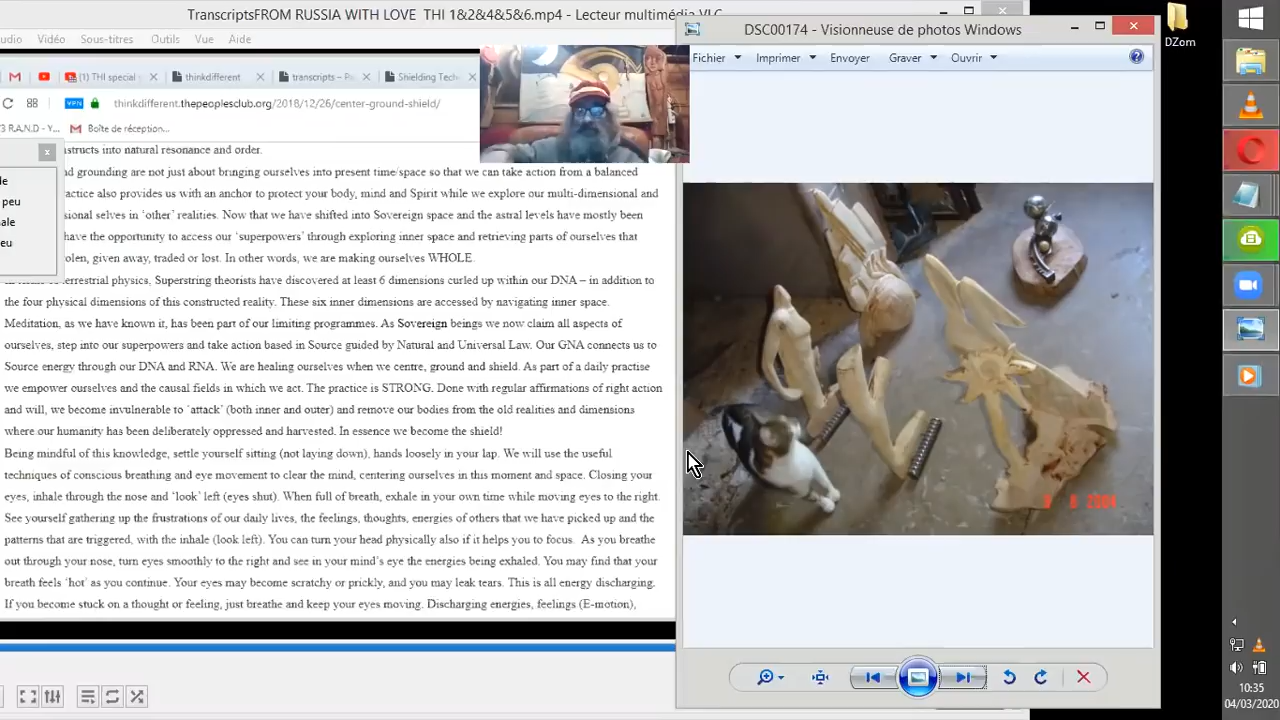 TranscriptsFROM RUSSIA WITH LOVE THI 1&2&4&5&6.mp4 - Lecteur multimédia VLC
udio Vidéo Sous-titres Outils Vue Aide
(1) THI special
thinkdifferent
transcripts – Pa
Shielding Tech
VPN thinkdifferent.thepeoplesclub.org/2018/12/26/center-ground-shield/
'3 R.A.N.D - Y... Boîte de réception...
le
peu
ale
eu
structs into natural resonance and order.
and grounding are not just about bringing ourselves into present time/space so that we can take action from a balanced
ractice also provides us with an anchor to protect your body, mind and Spirit while we explore our multi-dimensional and
sional selves in ‘other’ realities. Now that we have shifted into Sovereign space and the astral levels have mostly been
have the opportunity to access our ‘superpowers’ through exploring inner space and retrieving parts of ourselves that
olen, given away, traded or lost. In other words, we are making ourselves WHOLE.
terrestrial physics, Superstring theorists have discovered at least 6 dimensions curled up within our DNA – in addition to
the four physical dimensions of this constructed reality. These six inner dimensions are accessed by navigating inner space.
Meditation, as we have known it, has been part of our limiting programmes. As Sovereign beings we now claim all aspects of
ourselves, step into our superpowers and take action based in Source guided by Natural and Universal Law. Our GNA connects us to
Source energy through our DNA and RNA. We are healing ourselves when we centre, ground and shield. As part of a daily practise
we empower ourselves and the causal fields in which we act. The practice is STRONG. Done with regular affirmations of right action
and will, we become invulnerable to ‘attack’ (both inner and outer) and remove our bodies from the old realities and dimensions
where our humanity has been deliberately oppressed and harvested. In essence we become the shield!
Being mindful of this knowledge, settle yourself sitting (not laying down), hands loosely in your lap. We will use the useful
techniques of conscious breathing and eye movement to clear the mind, centering ourselves in this moment and space. Closing your
eyes, inhale through the nose and ‘look’ left (eyes shut). When full of breath, exhale in your own time while moving eyes to the right.
See yourself gathering up the frustrations of our daily lives, the feelings, thoughts, energies of others that we have picked up and the
patterns that are triggered, with the inhale (look left). You can turn your head physically also if it helps you to focus. As you breathe
out through your nose, turn eyes smoothly to the right and see in your mind’s eye the energies being exhaled. You may find that your
breath feels ‘hot’ as you continue. Your eyes may become scratchy or prickly, and you may leak tears. This is all energy discharging.
If you become stuck on a thought or feeling, just breathe and keep your eyes moving. Discharging energies, feelings (E-motion),
DSC00174 - Visionneuse de photos Windows
Fichier Imprimer Envoyer Graver Ouvrir
6 2004
DZom
10:35
04/03/2020